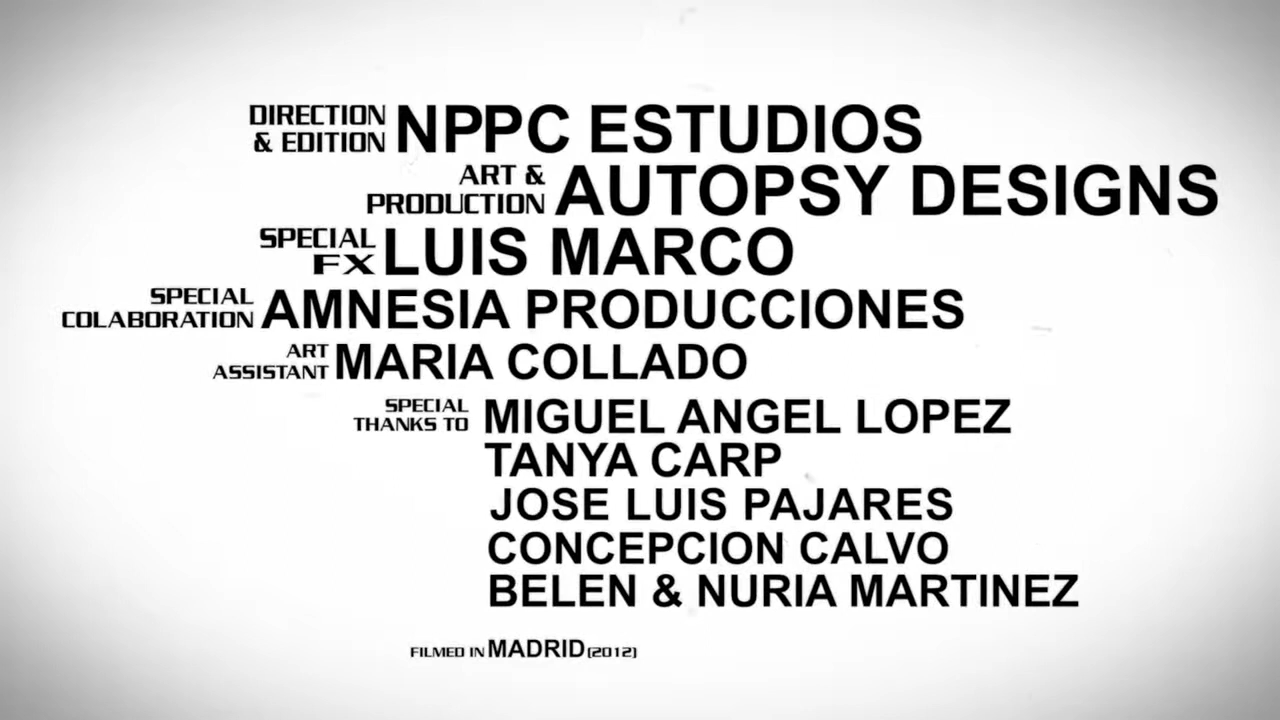 DIRECTION
& EDITION NPPC ESTUDIOS
ART &
PRODUCTION AUTOPSY DESIGNS
SPECIAL
FX LUIS MARCO
SPECIAL
COLABORATION AMNESIA PRODUCCIONES
ART
ASSISTANT MARIA COLLADO
SPECIAL
THANKS TO MIGUEL ANGEL LOPEZ
TANYA CARP
JOSE LUIS PAJARES
CONCEPCION CALVO
BELEN & NURIA MARTINEZ
FILMED IN MADRID (2012)